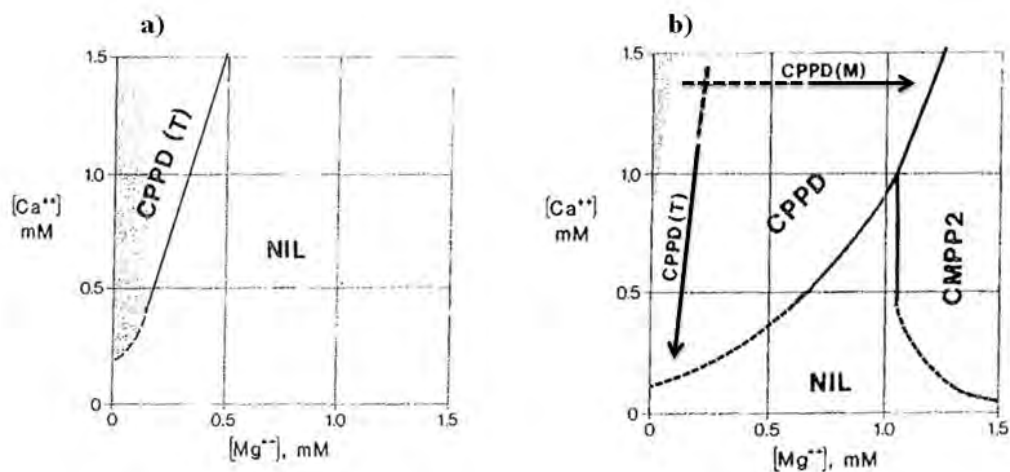 a)
1.5
1.0
[Ca⁺⁺]
mM
0.5
0
CPPD (T)
NIL
0 0.5 1.0 1.5
[Mg⁺⁺], mM
b)
1.5
1.0
[Ca⁺⁺]
mM
0.5
0
CPPD(M)
CPPD(T)
CPPD
CMPP2
NIL
0 0.5 1.0 1.5
[Mg⁺⁺], mM